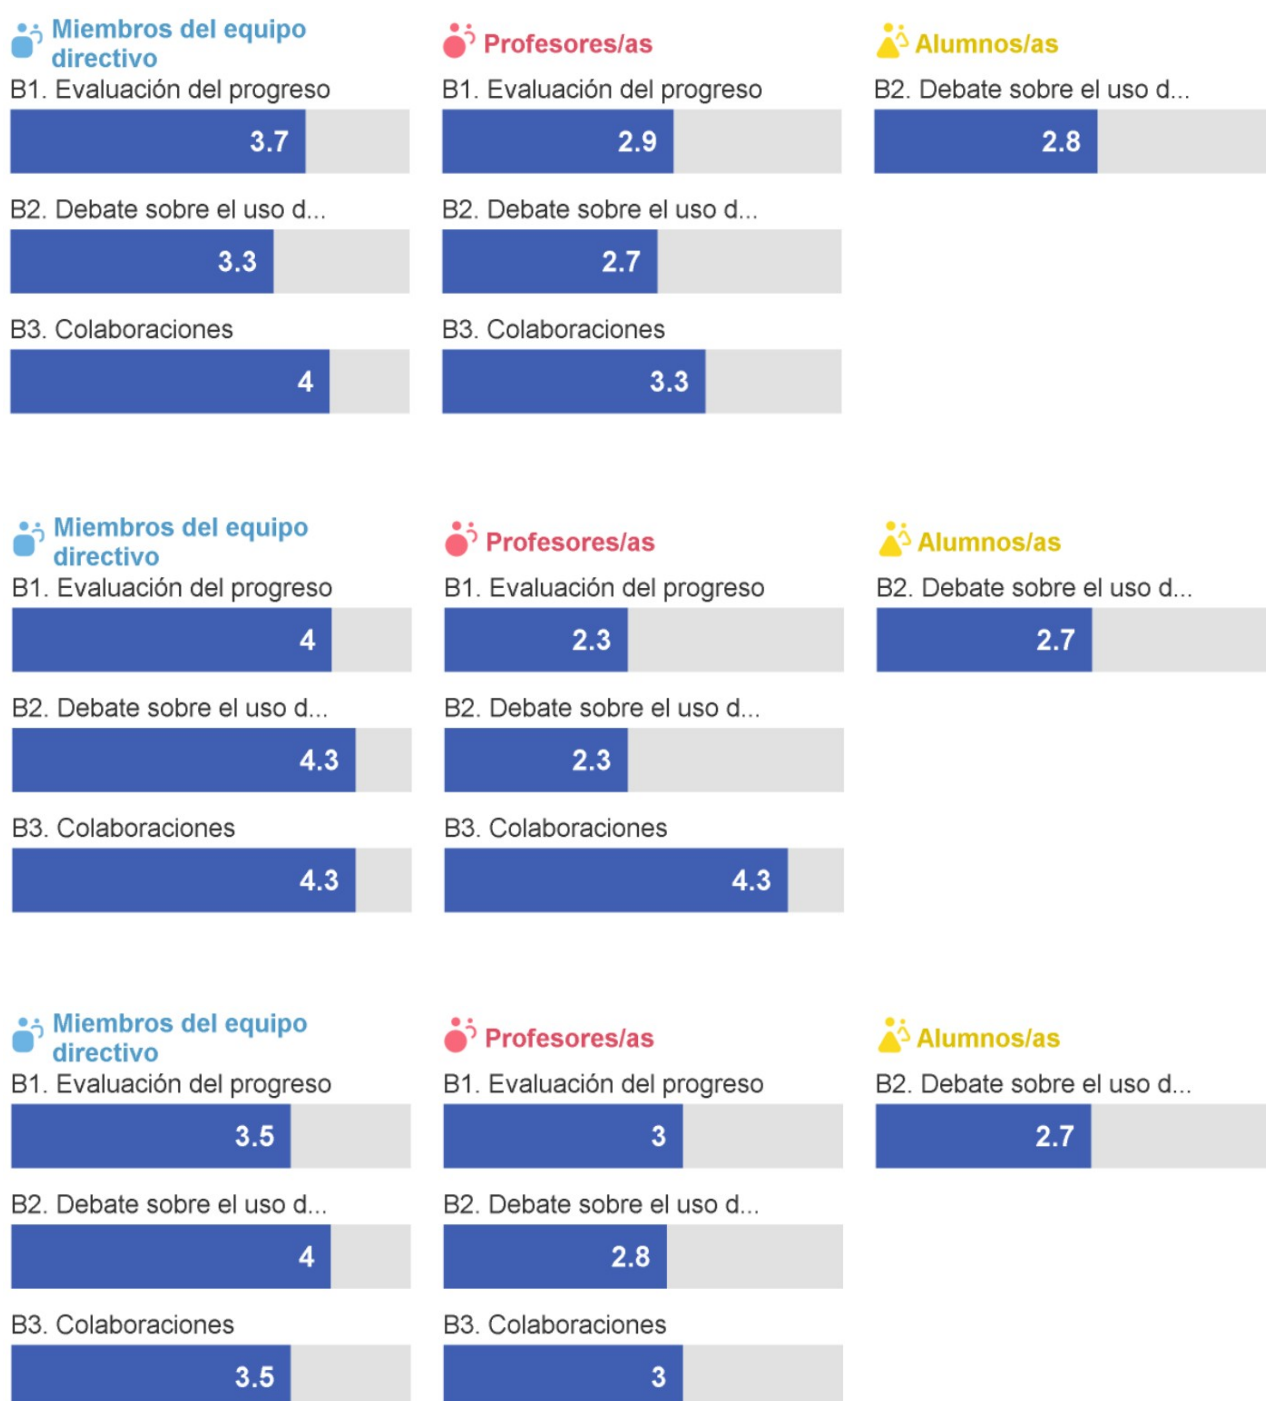 Miembros del equipo
directivo
B1. Evaluación del progreso
3.7
B2. Debate sobre el uso d...
3.3
B3. Colaboraciones
4
Profesores/as
B1. Evaluación del progreso
2.9
B2. Debate sobre el uso d...
2.7
B3. Colaboraciones
3.3
Alumnos/as
B2. Debate sobre el uso d...
2.8
Miembros del equipo
directivo
B1. Evaluación del progreso
4
B2. Debate sobre el uso d...
4.3
B3. Colaboraciones
4.3
Profesores/as
B1. Evaluación del progreso
2.3
B2. Debate sobre el uso d...
2.3
B3. Colaboraciones
4.3
Alumnos/as
B2. Debate sobre el uso d...
2.7
Miembros del equipo
directivo
B1. Evaluación del progreso
3.5
B2. Debate sobre el uso d...
4
B3. Colaboraciones
3.5
Profesores/as
B1. Evaluación del progreso
3
B2. Debate sobre el uso d...
2.8
B3. Colaboraciones
3
Alumnos/as
B2. Debate sobre el uso d...
2.7